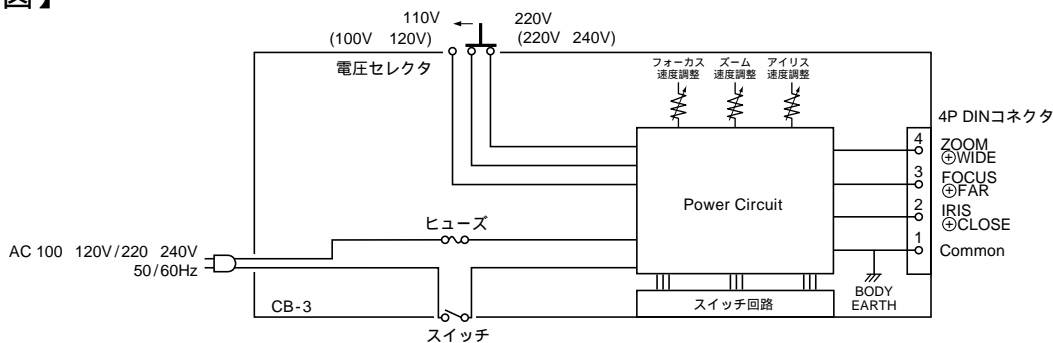 図】
110V 220V
(100V 120V) (220V 240V)
電圧セレクタ
フォーカス ズーム アイリス
速度調整 速度調整 速度調整
4P DINコネクタ
4 ZOOM
⊕WIDE
3 FOCUS
⊕FAR
Power Circuit
2 IRIS
⊕CLOSE
ヒューズ
1 Common
AC 100 120V/220 240V
50/60Hz
BODY
EARTH
CB-3
スイッチ回路
スイッチ